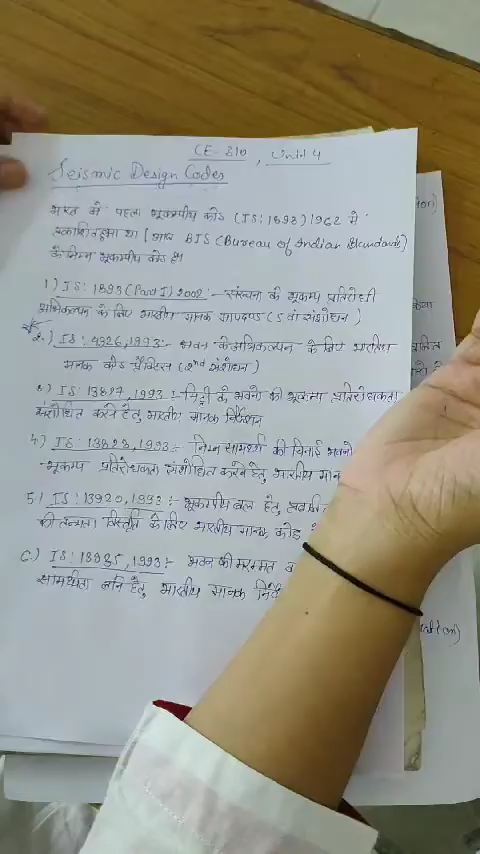 CE-810, Unit 4
Seismic Design Codes
भारत में पहला भूकम्पीय कोड (IS:1893) 1962 में
हुआ था BIS (Bureau of Indian Standards)
के निम्न भूकम्पीय कोड है।
1) IS: 1893 (Part I) 2002:- संरचना के भूकम्प प्रतिरोधी
अभिकल्पन के लिए भारतीय मानक मापदण्ड (5 वां संशोधन)
2.) IS: 4326, 1993:- भवन के अभिकल्पन के लिए भारतीय
मानक कोड प्रैक्टिस (2nd संशोधन)
3) IS: 13827, 1993:- मिट्टी के भवनो की भूकम्प प्रतिरोधकता
संशोधित करने हेतु भारतीय मानक निर्देशन
4) IS: 13828, 1993:- निम्न सामर्थ्य की चिनाई भवनो
भूकम्प प्रतिरोधकता संशोधित करने हेतु, भारतीय मान
5.) IS: 13920, 1993:- भूकम्पीय बल हेतु
की तन्यता के लिए भारतीय मानक कोड
6.) IS: 13935, 1993:- भवन की मरम्मत
सामर्थ्यता हेतु भारतीय मानक